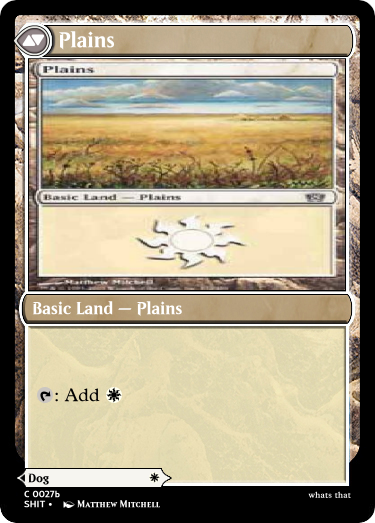 Plains
Plains
Basic Land — Plains
Matthew Mitchell
Basic Land — Plains
: Add
Dog
C 0027b
SHIT • Matthew Mitchell
whats that